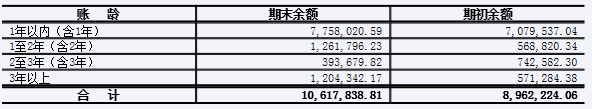 账 龄 期末余额 期初余额
1年以内（含1年） 7,758,020.59 7,079,537.04
1至2年（含2年） 1,261,796.23 568,820.34
2至3年（含3年） 393,679.82 742,582.30
3年以上 1,204,342.17 571,284.38
合 计 10,617,838.81 8,962,224.06